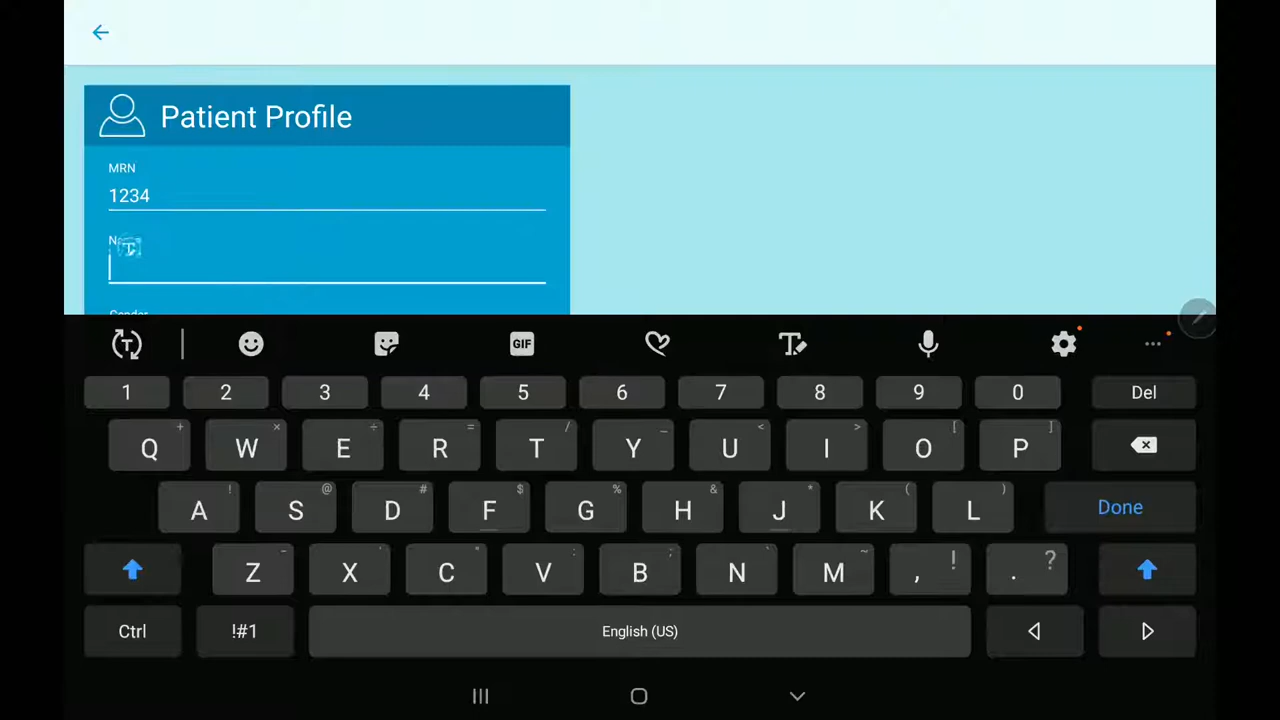 Patient Profile
MRN
1234
GIF
1 2 3 4 5 6 7 8 9 0 Del
Q + W × E ÷ R = T / Y _ U < I > O [ P ]
A ! S @ D # F $ G % H & J * K ( L ) Done
Z - X ' C " V : B ; N ` M ~ , ! . ?
Ctrl !#1 English (US)